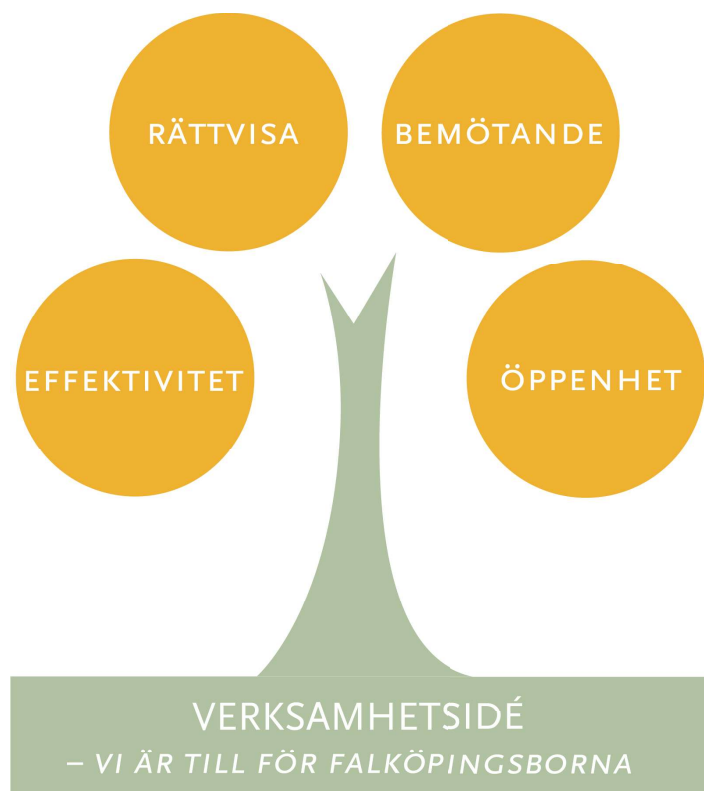 RÄTTVISA
BEMÖTANDE
EFFEKTIVITET
ÖPPENHET
VERKSAMHETSIDÉ
– VI ÄR TILL FÖR FALKÖPINGSBORNA